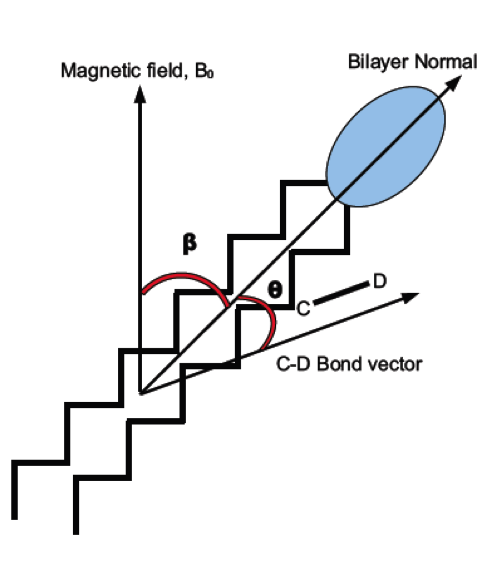 Bilayer Normal
Magnetic field, B₀
β
θ
C D
C-D Bond vector